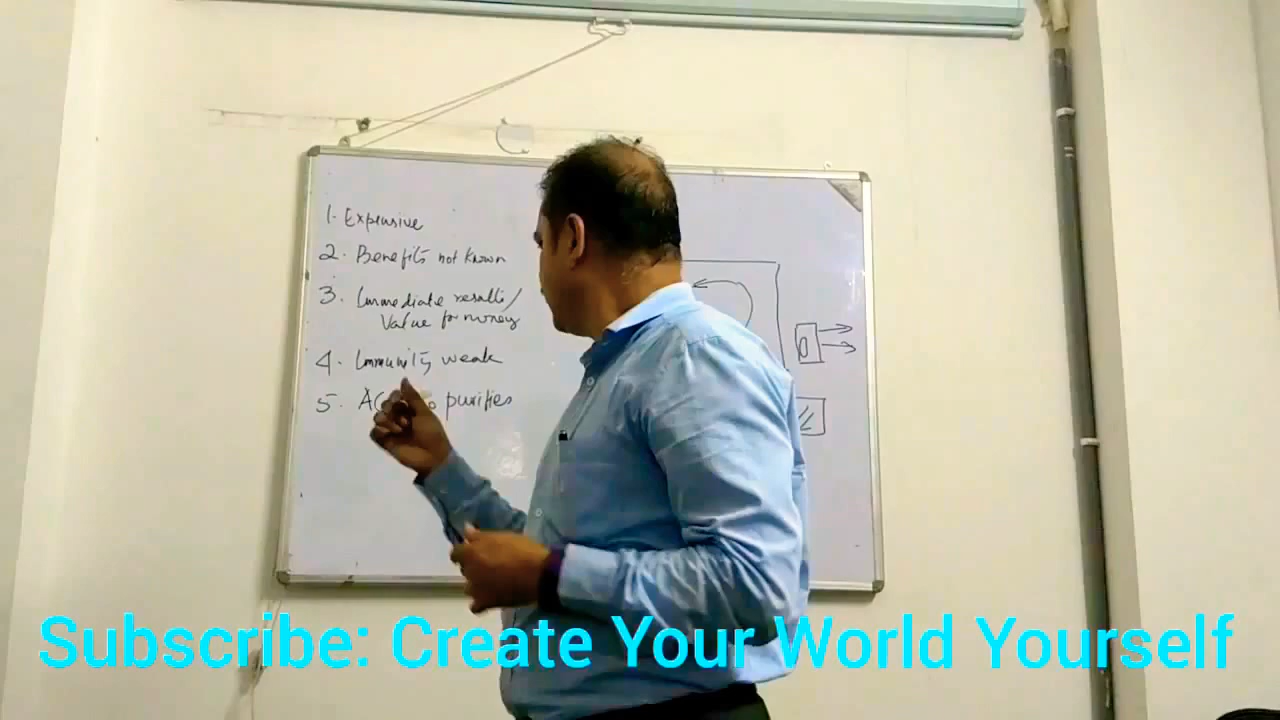 1. Expensive
2. Benefits not known
3. Immediate results/
Value for money
4. Immunity weak
5. purifies
Subscribe: Create Your World Yourself